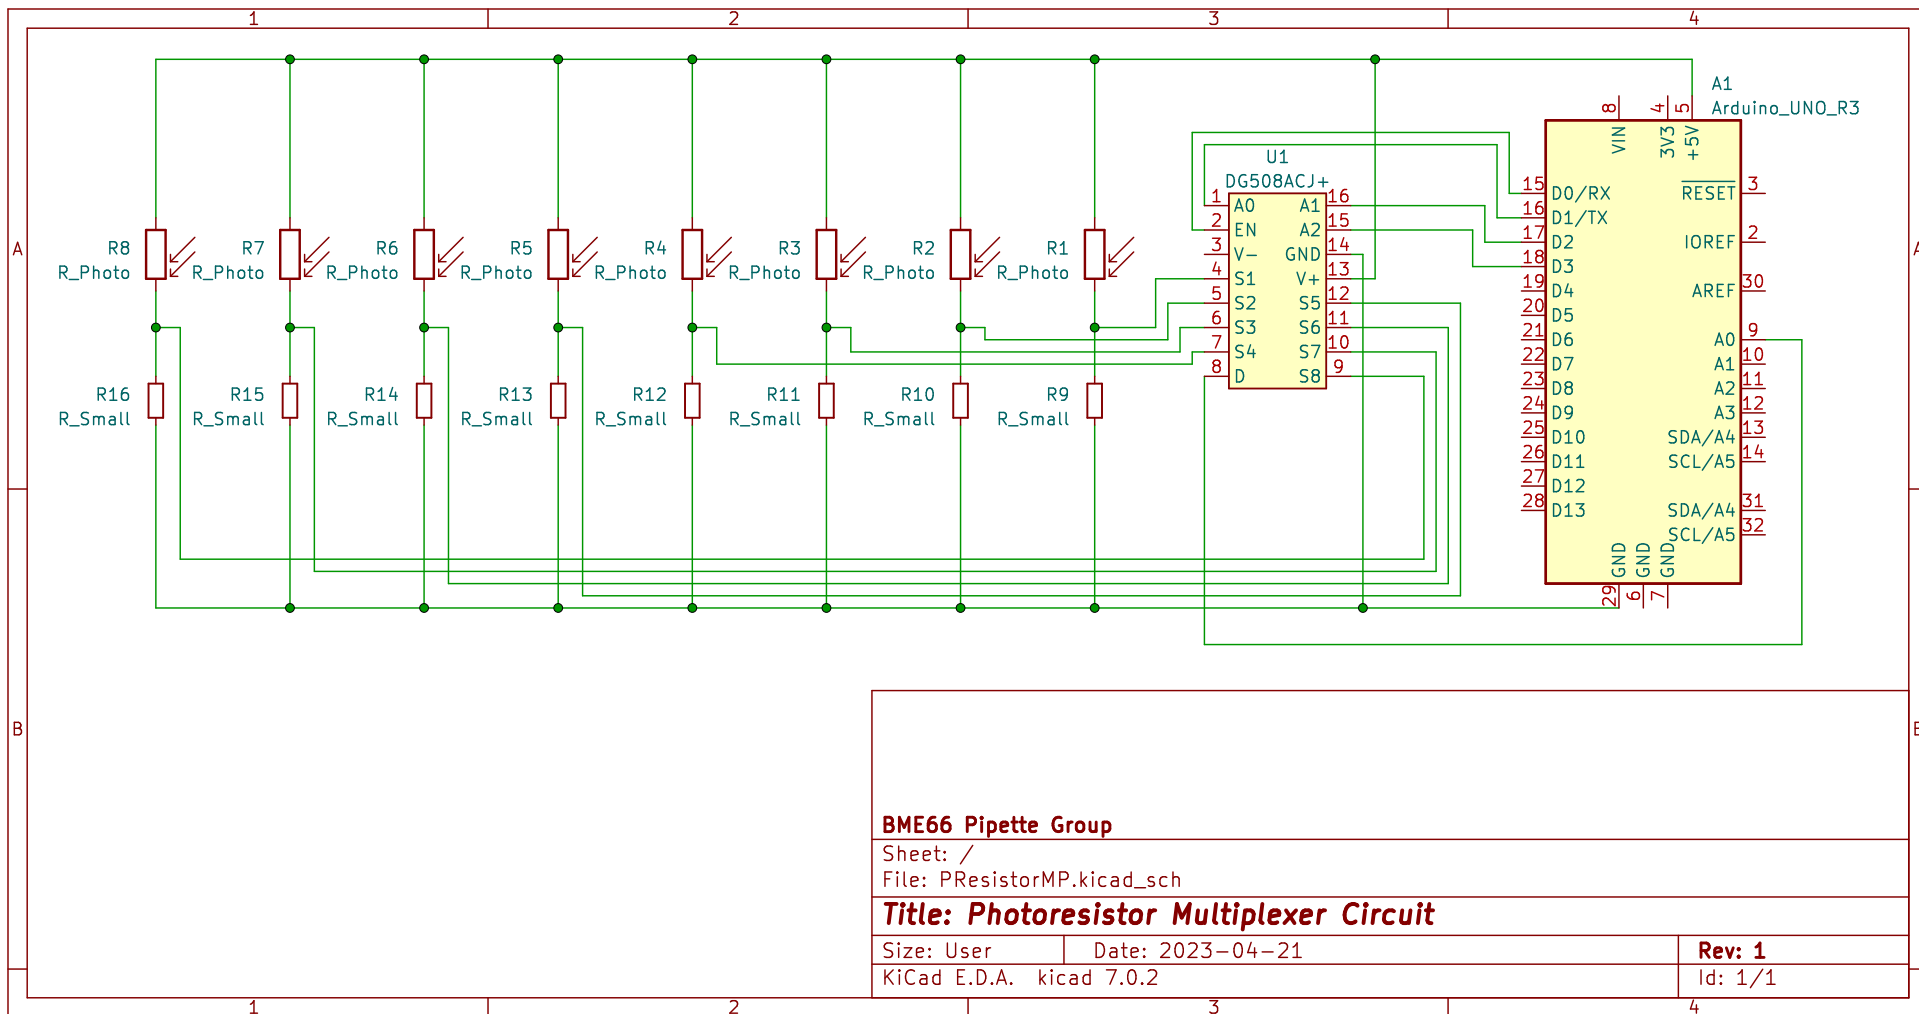 1 2 3 4
A1
Arduino_UNO_R3
8 4 5
VIN 3V3 +5V
U1
DG508ACJ+
1 A0 A1 16
2 EN A2 15
3 V- GND 14
4 S1 V+ 13
5 S2 S5 12
6 S3 S6 11
7 S4 S7 10
8 D S8 9
15 D0/RX RESET 3
16 D1/TX
17 D2 IOREF 2
18 D3
19 D4 AREF 30
20 D5
21 D6 A0 9
22 D7 A1 10
23 D8 A2 11
24 D9 A3 12
25 D10 SDA/A4 13
26 D11 SCL/A5 14
27 D12
28 D13 SDA/A4 31
SCL/A5 32
GND GND GND
29 6 7
A R8 R7 R6 R5 R4 R3 R2 R1 A
R_Photo R_Photo R_Photo R_Photo R_Photo R_Photo R_Photo R_Photo
R16 R15 R14 R13 R12 R11 R10 R9
R_Small R_Small R_Small R_Small R_Small R_Small R_Small R_Small
B B
BME66 Pipette Group
Sheet: /
File: PResistorMP.kicad_sch
Title: Photoresistor Multiplexer Circuit
Size: User Date: 2023-04-21 Rev: 1
KiCad E.D.A. kicad 7.0.2 Id: 1/1
1 2 3 4